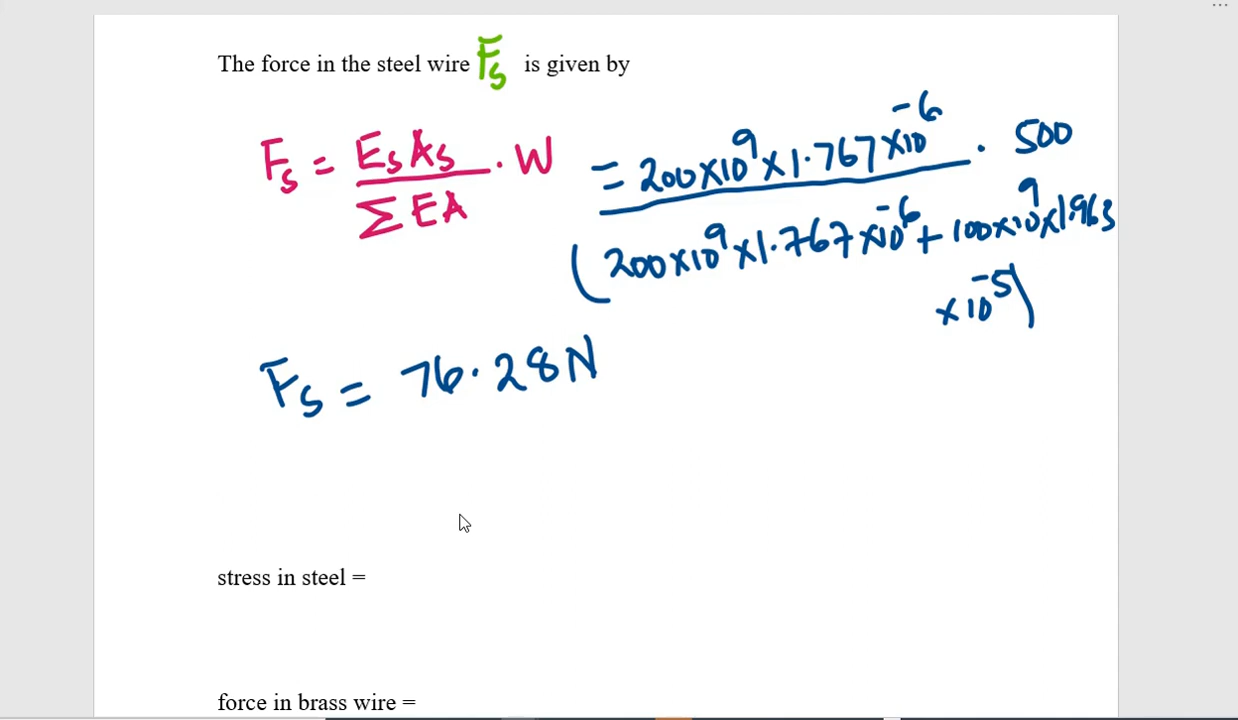 The force in the steel wire Fs is given by
Fs = EsAs / ΣEA . W = 200×10^9×1.767×10^-6 / (200×10^9×1.767×10^-6 + 100×10^9×1.963×10^-5) . 500
Fs = 76.28N
stress in steel =
force in brass wire =